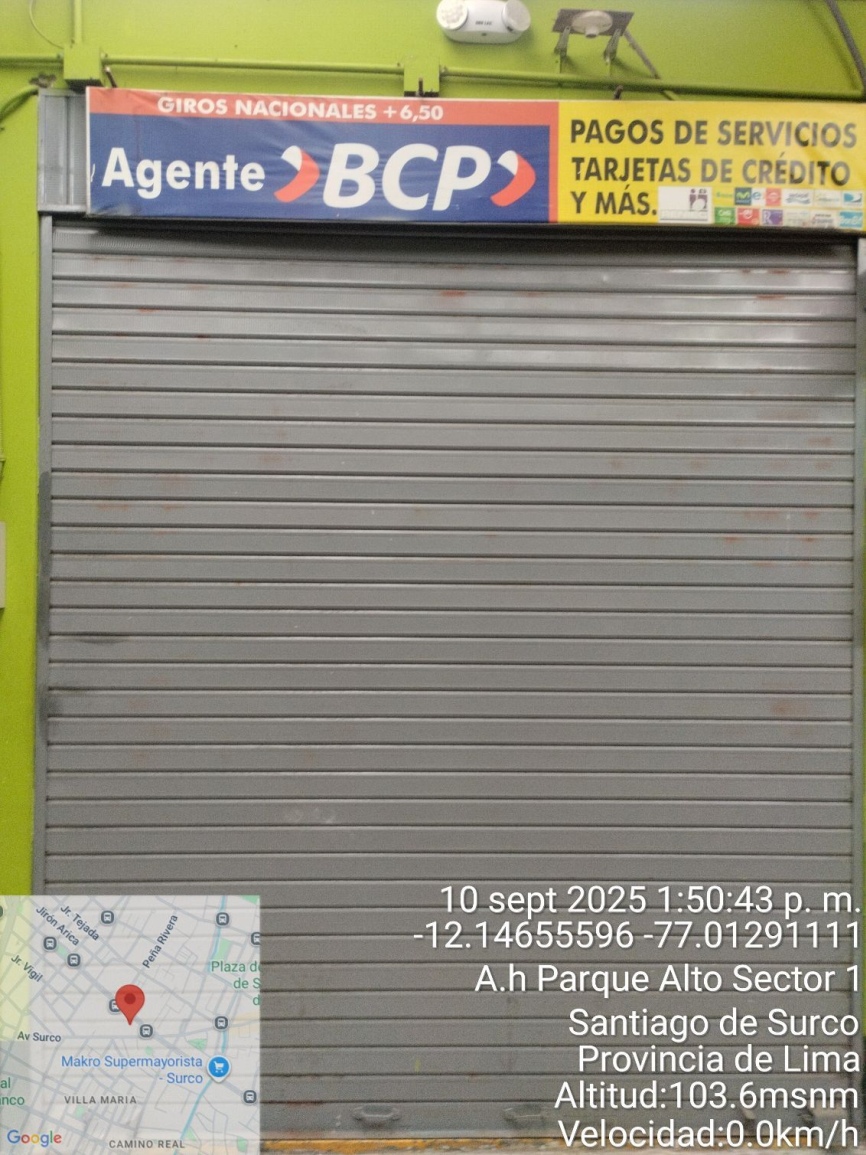 GIROS NACIONALES +6,50
Agente BCP
PAGOS DE SERVICIOS
TARJETAS DE CRÉDITO
Y MÁS.
10 sept 2025 1:50:43 p. m.
-12.14655596 -77.01291111
A.h Parque Alto Sector 1
Santiago de Surco
Provincia de Lima
Altitud:103.6msnm
Velocidad:0.0km/h
Jr. Tejada
Jirón Arica
Peña Rivera
Jr. Vigil
Plaza de
de S
Av Surco
Makro Supermayorista
- Surco
al
nco
VILLA MARIA
Google
CAMINO REAL